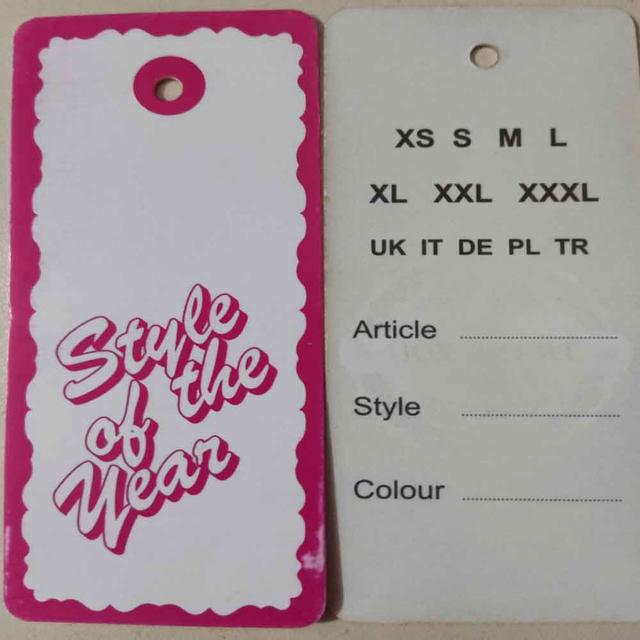 Style
the
of
Year
XS S M L
XL XXL XXXL
UK IT DE PL TR
Article
Style
Colour